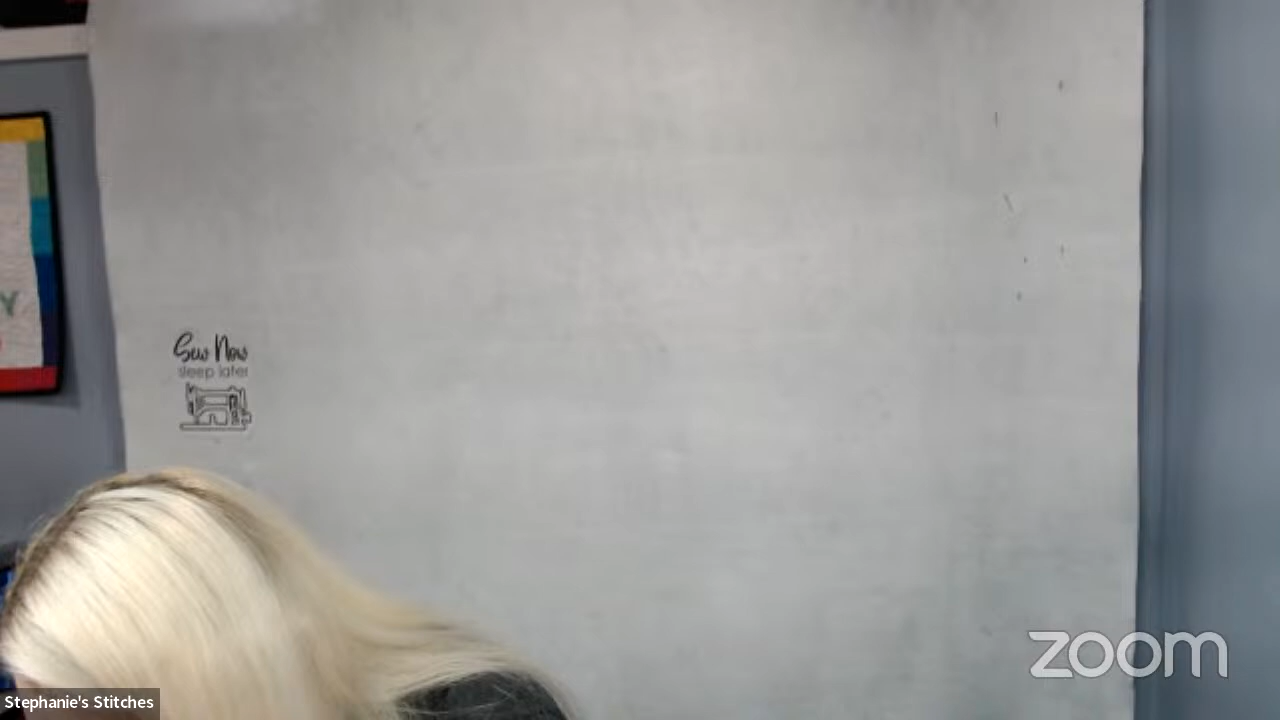 Y
Sew Now
sleep later
zoom
Stephanie's Stitches